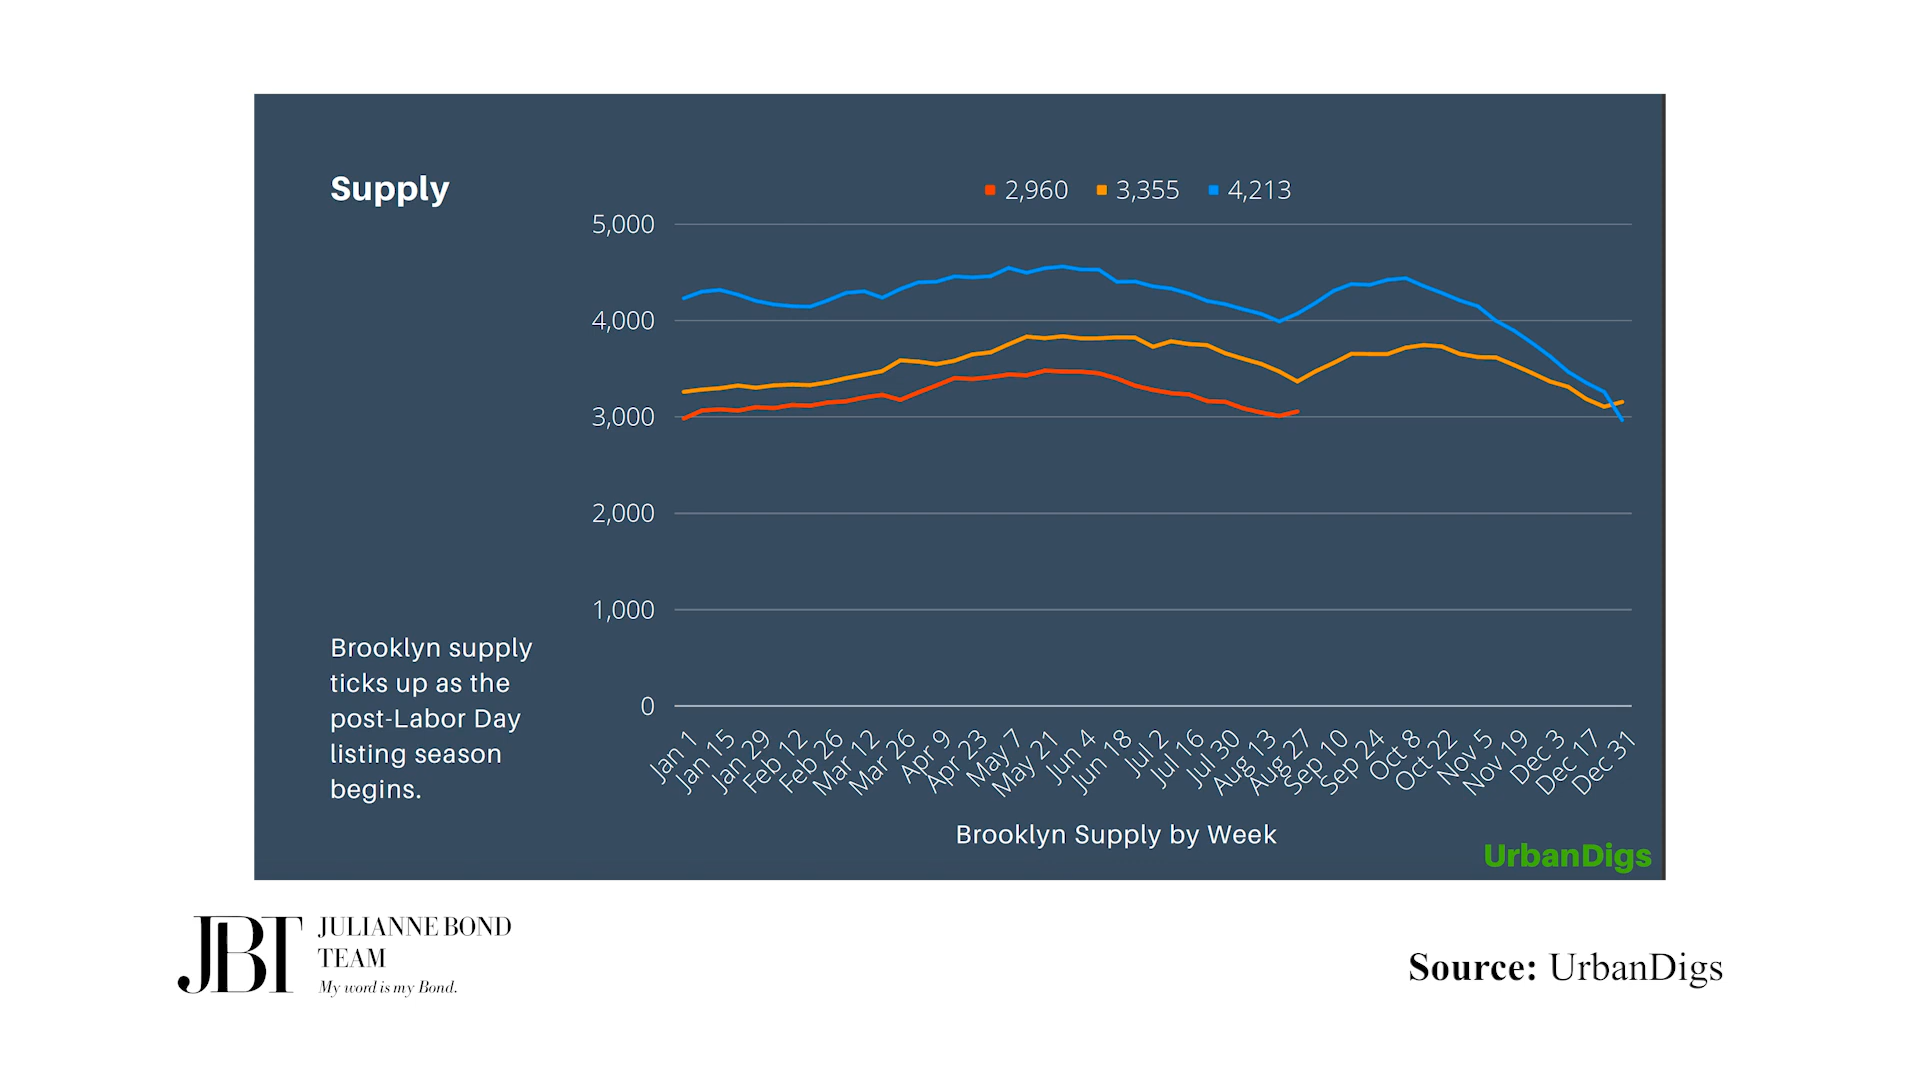 Supply
2,960 3,355 4,213
5,000
4,000
3,000
2,000
1,000
0
Brooklyn supply
ticks up as the
post-Labor Day
listing season
begins.
Jan 1
Jan 15
Jan 29
Feb 12
Feb 26
Mar 12
Mar 26
Apr 9
Apr 23
May 7
May 21
Jun 4
Jun 18
Jul 2
Jul 16
Jul 30
Aug 13
Aug 27
Sep 10
Sep 24
Oct 8
Oct 22
Nov 5
Nov 19
Dec 3
Dec 17
Dec 31
Brooklyn Supply by Week
UrbanDigs
JBT
JULIANNE BOND
TEAM
My word is my Bond.
Source: UrbanDigs